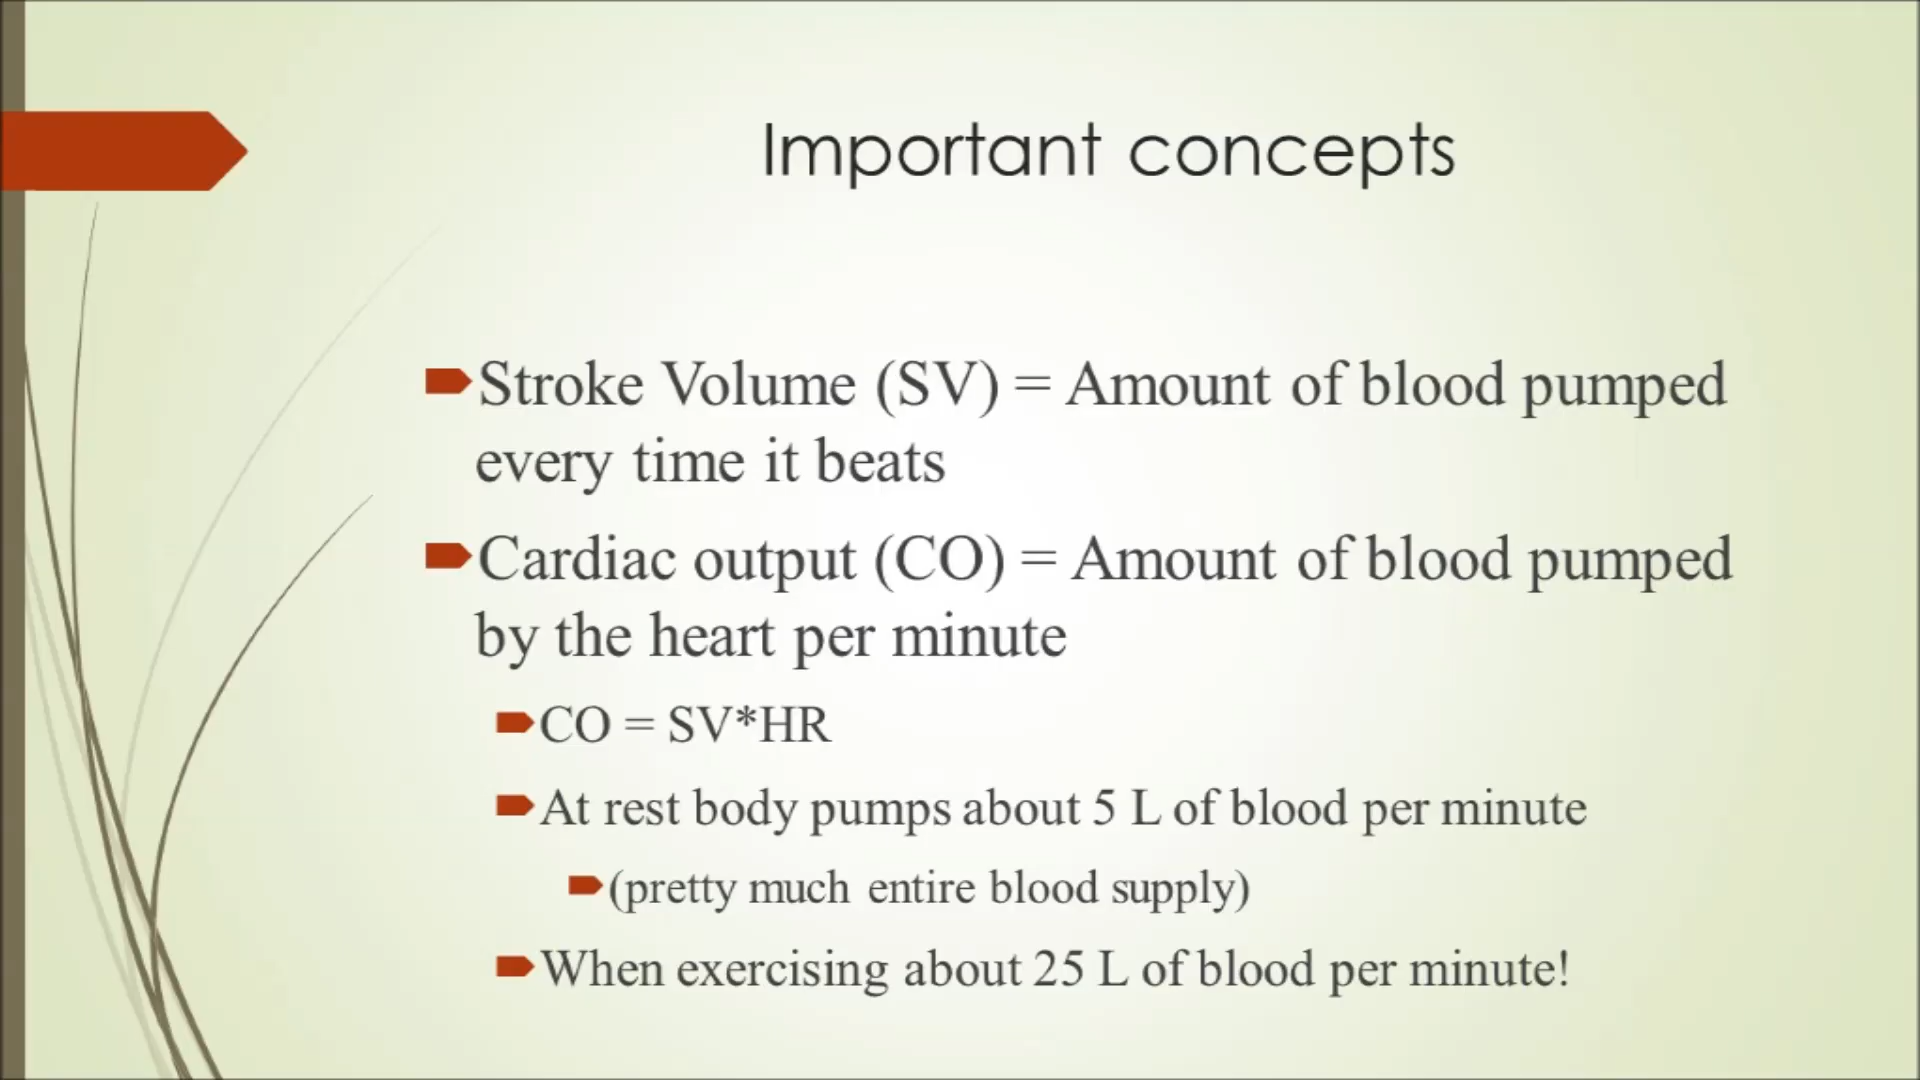 Important concepts
Stroke Volume (SV) = Amount of blood pumped
every time it beats
Cardiac output (CO) = Amount of blood pumped
by the heart per minute
CO = SV*HR
At rest body pumps about 5 L of blood per minute
(pretty much entire blood supply)
When exercising about 25 L of blood per minute!